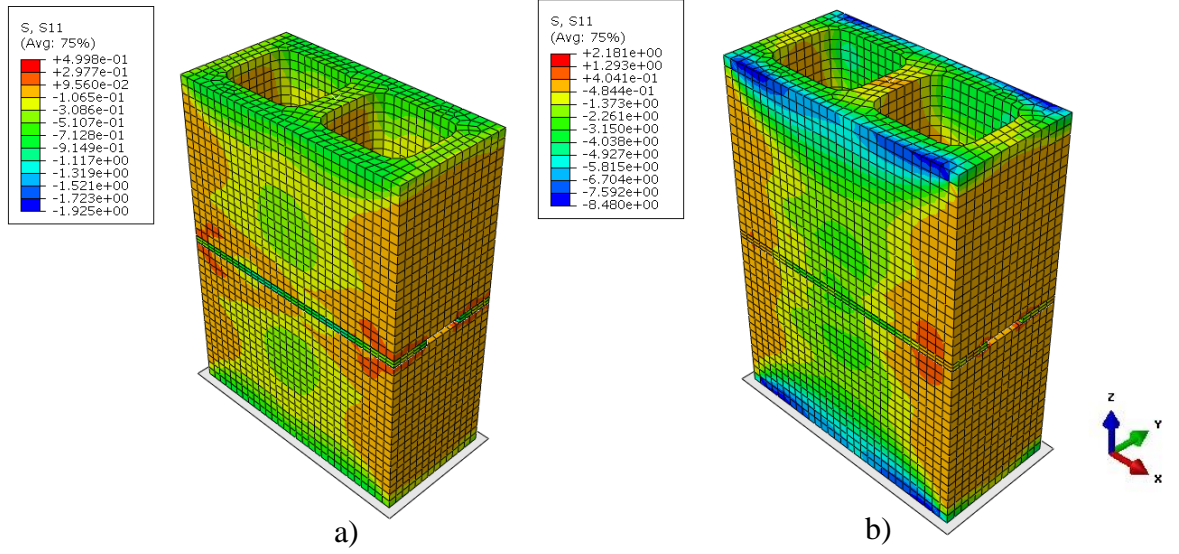 S, S11
(Avg: 75%)
+4.998e-01
+2.977e-01
+9.560e-02
-1.065e-01
-3.086e-01
-5.107e-01
-7.128e-01
-9.149e-01
-1.117e+00
-1.319e+00
-1.521e+00
-1.723e+00
-1.925e+00
S, S11
(Avg: 75%)
+2.181e+00
+1.293e+00
+4.041e-01
-4.844e-01
-1.373e+00
-2.261e+00
-3.150e+00
-4.038e+00
-4.927e+00
-5.815e+00
-6.704e+00
-7.592e+00
-8.480e+00
Z
Y
X
a)
b)